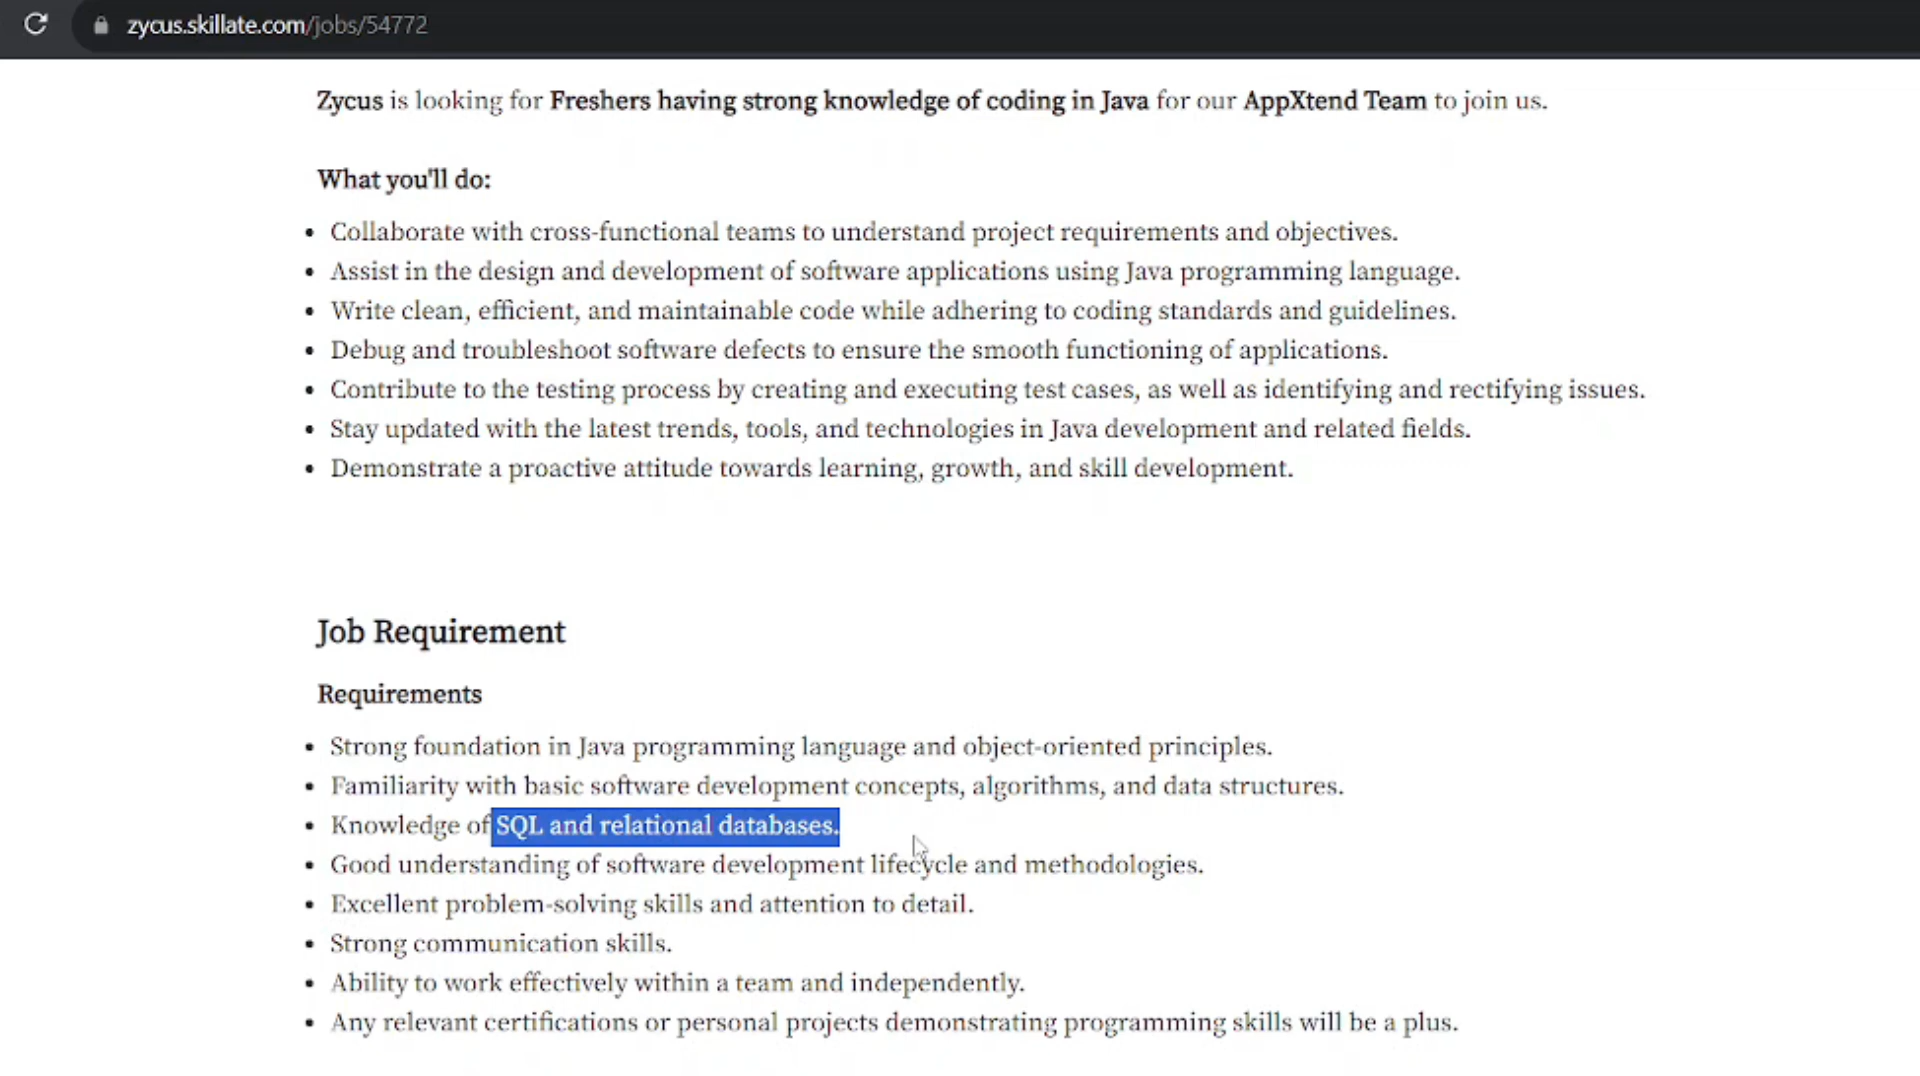 zycus.skillate.com/jobs/54772
Zycus is looking for Freshers having strong knowledge of coding in Java for our AppXtend Team to join us.
What you'll do:
• Collaborate with cross-functional teams to understand project requirements and objectives.
• Assist in the design and development of software applications using Java programming language.
• Write clean, efficient, and maintainable code while adhering to coding standards and guidelines.
• Debug and troubleshoot software defects to ensure the smooth functioning of applications.
• Contribute to the testing process by creating and executing test cases, as well as identifying and rectifying issues.
• Stay updated with the latest trends, tools, and technologies in Java development and related fields.
• Demonstrate a proactive attitude towards learning, growth, and skill development.
Job Requirement
Requirements
• Strong foundation in Java programming language and object-oriented principles.
• Familiarity with basic software development concepts, algorithms, and data structures.
• Knowledge of SQL and relational databases.
• Good understanding of software development lifecycle and methodologies.
• Excellent problem-solving skills and attention to detail.
• Strong communication skills.
• Ability to work effectively within a team and independently.
• Any relevant certifications or personal projects demonstrating programming skills will be a plus.